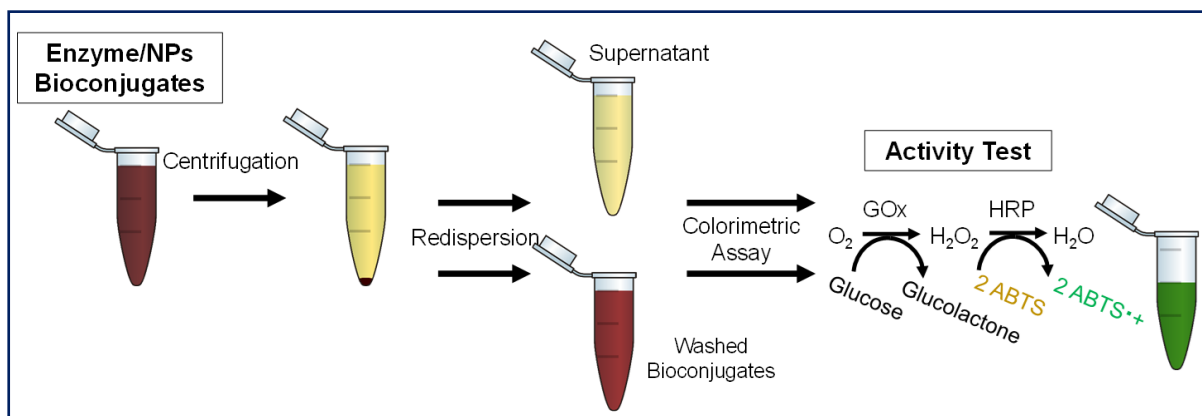 Enzyme/NPs
Bioconjugates
Centrifugation
Supernatant
Redispersion
Washed
Bioconjugates
Colorimetric
Assay
Activity Test
GOx
HRP
O₂
H₂O₂
H₂O
Glucose
Glucolactone
2 ABTS
2 ABTS·+